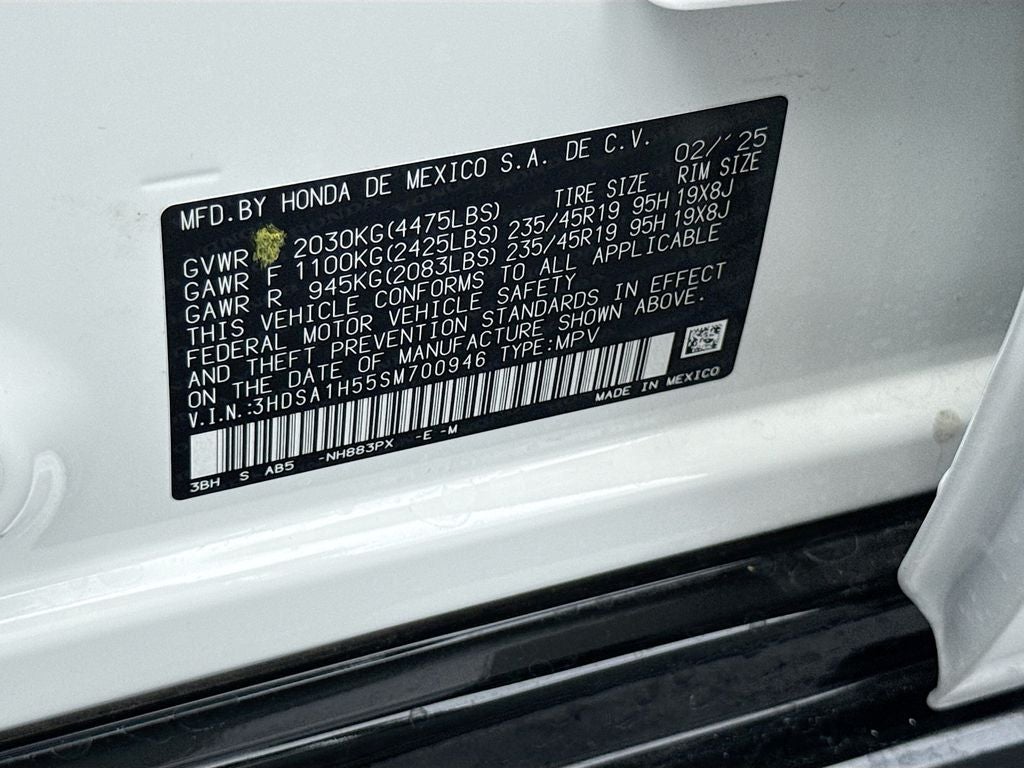 MFD.BY HONDA DE MEXICO S.A. DE C.V. 02/'25
TIRE SIZE RIM SIZE
GVWR 2030KG(4475LBS)
GAWR F 1100KG(2425LBS) 235/45R19 95H 19X8J
GAWR R 945KG(2083LBS) 235/45R19 95H 19X8J
THIS VEHICLE CONFORMS TO ALL APPLICABLE
FEDERAL MOTOR VEHICLE SAFETY
AND THEFT PREVENTION STANDARDS IN EFFECT
ON THE DATE OF MANUFACTURE SHOWN ABOVE.
V.I.N.:3HDSA1H55SM700946 TYPE:MPV
MADE IN MEXICO
3BH S AB5 -NH883PX -E -M